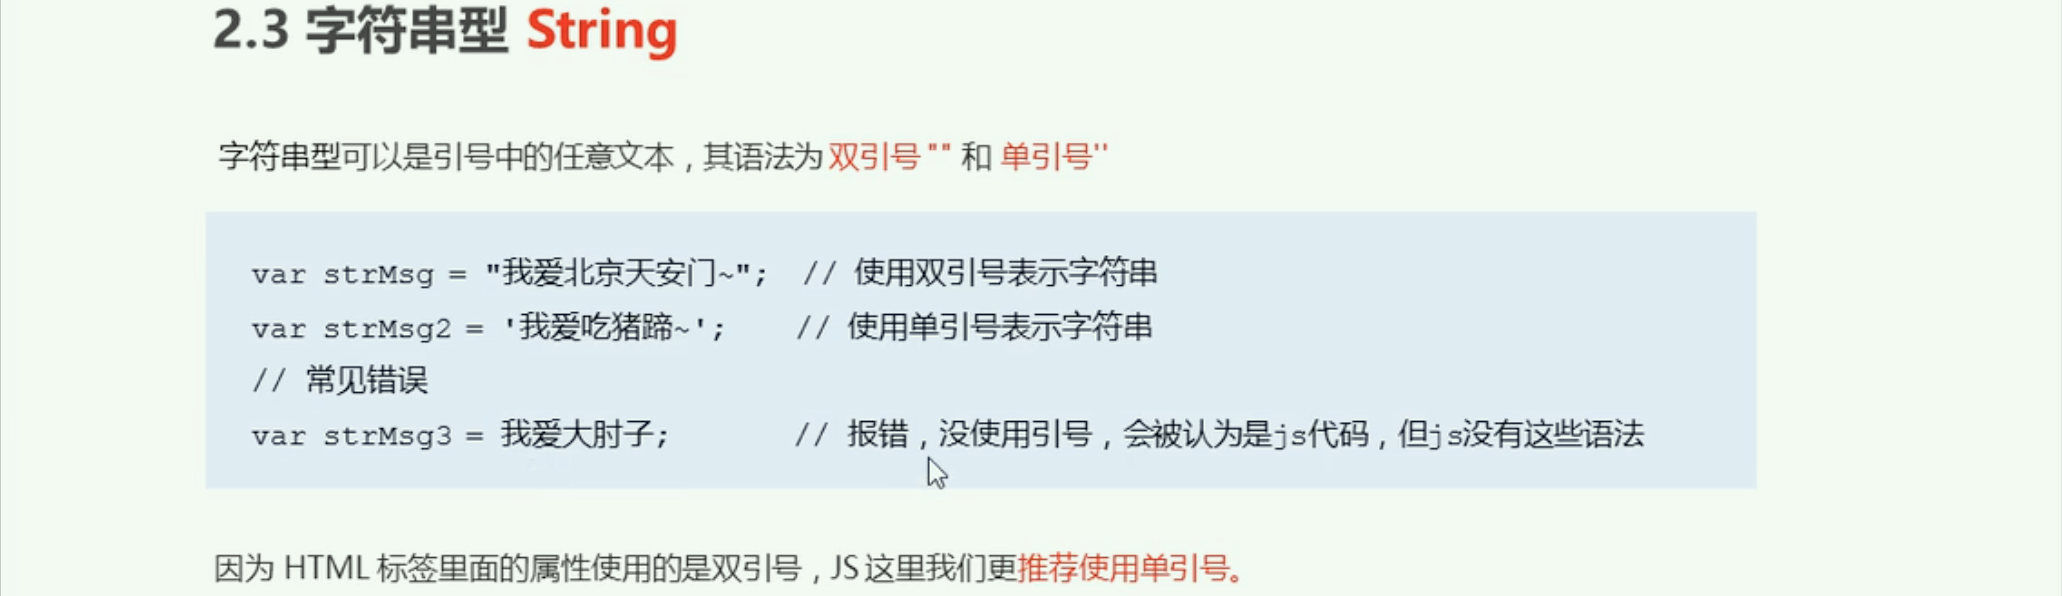 2.3 字符串型 String
字符串型可以是引号中的任意文本，其语法为 双引号 "" 和 单引号''
var strMsg = "我爱北京天安门~";  // 使用双引号表示字符串
var strMsg2 = '我爱吃猪蹄~';    // 使用单引号表示字符串
// 常见错误
var strMsg3 = 我爱大肘子;       // 报错，没使用引号，会被认为是js代码，但js没有这些语法
因为 HTML 标签里面的属性使用的是双引号，JS 这里我们更推荐使用单引号。